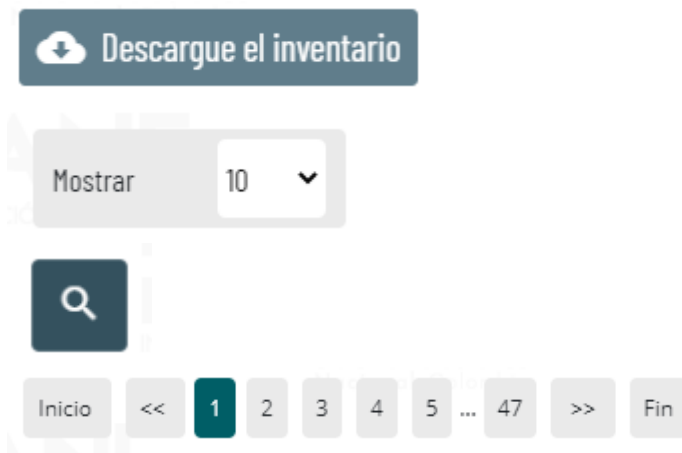 Descargue el inventario
Mostrar 10
Inicio << 1 2 3 4 5 ... 47 >> Fin